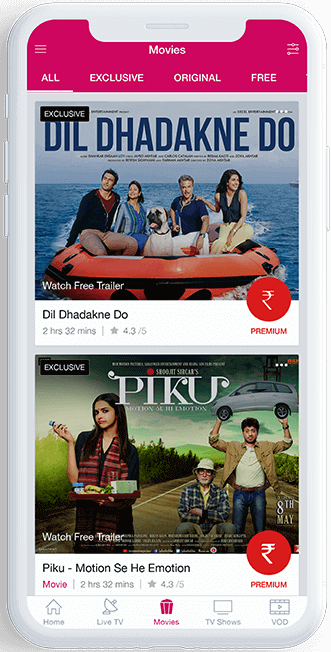 Movies
ALL EXCLUSIVE ORIGINAL FREE
EXCLUSIVE
DIL DHADAKNE DO
Watch Free Trailer
₹
Dil Dhadakne Do
2 hrs 32 mins | ★ 4.3 /5
PREMIUM
EXCLUSIVE
SHOOJIT SIRCAR'S
PIKU
MOTION SE HI EMOTION
8TH
MAY
Watch Free Trailer
₹
Piku - Motion Se He Emotion
Movie | 2 hrs 32 mins | ★ 4.3 /5
PREMIUM
Home Live TV Movies TV Shows VOD